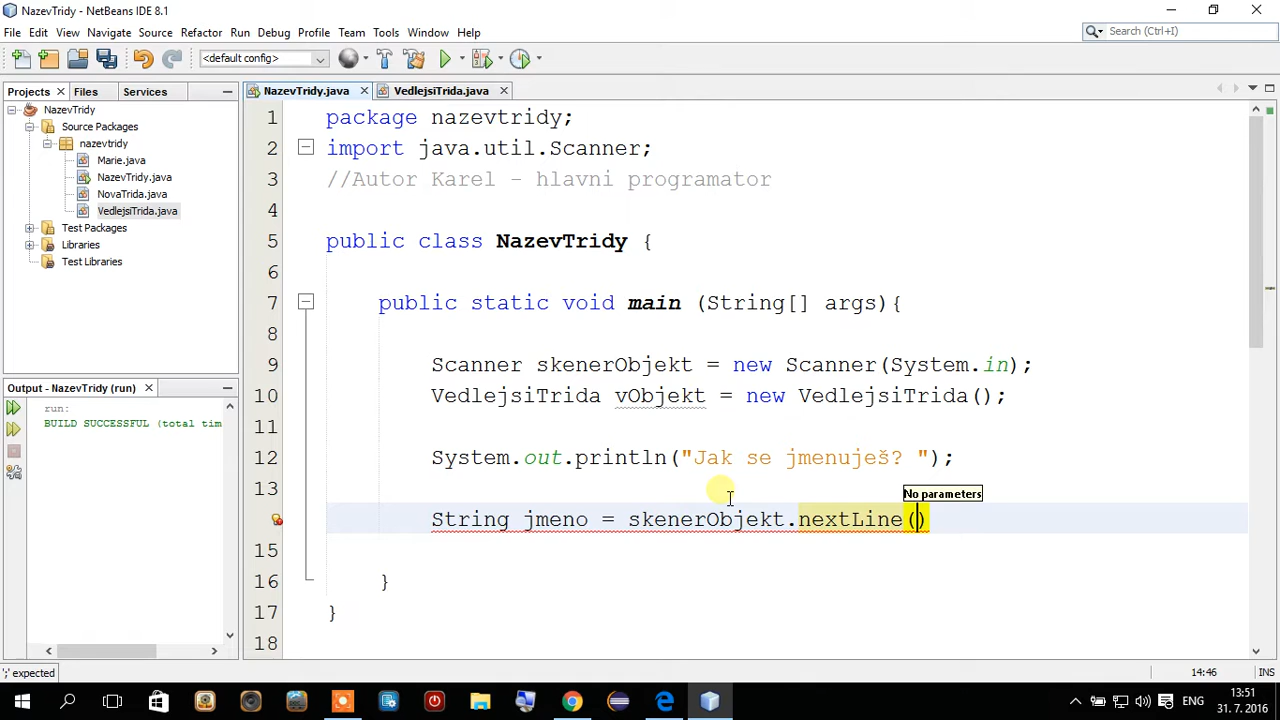 NazevTridy - NetBeans IDE 8.1
File Edit View Navigate Source Refactor Run Debug Profile Team Tools Window Help
Search (Ctrl+I)
<default config>
Projects Files Services
NazevTridy
Source Packages
nazevtridy
Marie.java
NazevTridy.java
NovaTrida.java
VedlejsiTrida.java
Test Packages
Libraries
Test Libraries
Output - NazevTridy (run)
run:
BUILD SUCCESSFUL (total tim
NazevTridy.java VedlejsiTrida.java
1 package nazevtridy;
2 import java.util.Scanner;
3 //Autor Karel - hlavni programator
4
5 public class NazevTridy {
6
7 public static void main (String[] args){
8
9 Scanner skenerObjekt = new Scanner(System.in);
10 VedlejsiTrida vObjekt = new VedlejsiTrida();
11
12 System.out.println("Jak se jmenuješ? ");
13
No parameters
String jmeno = skenerObjekt.nextLine()
15
16 }
17 }
18
';' expected
14:46
ENG
13:51
31. 7. 2016